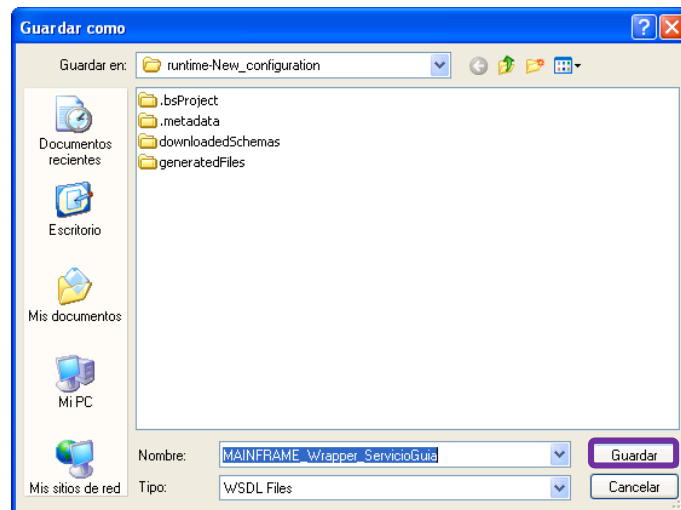 Guardar como
Guardar en:
runtime-New_configuration
.bsProject
.metadata
downloadedSchemas
generatedFiles
Documentos
recientes
Escritorio
Mis documentos
Mi PC
Mis sitios de red
Nombre:
MAINFRAME_Wrapper_ServicioGuia
Guardar
Tipo:
WSDL Files
Cancelar